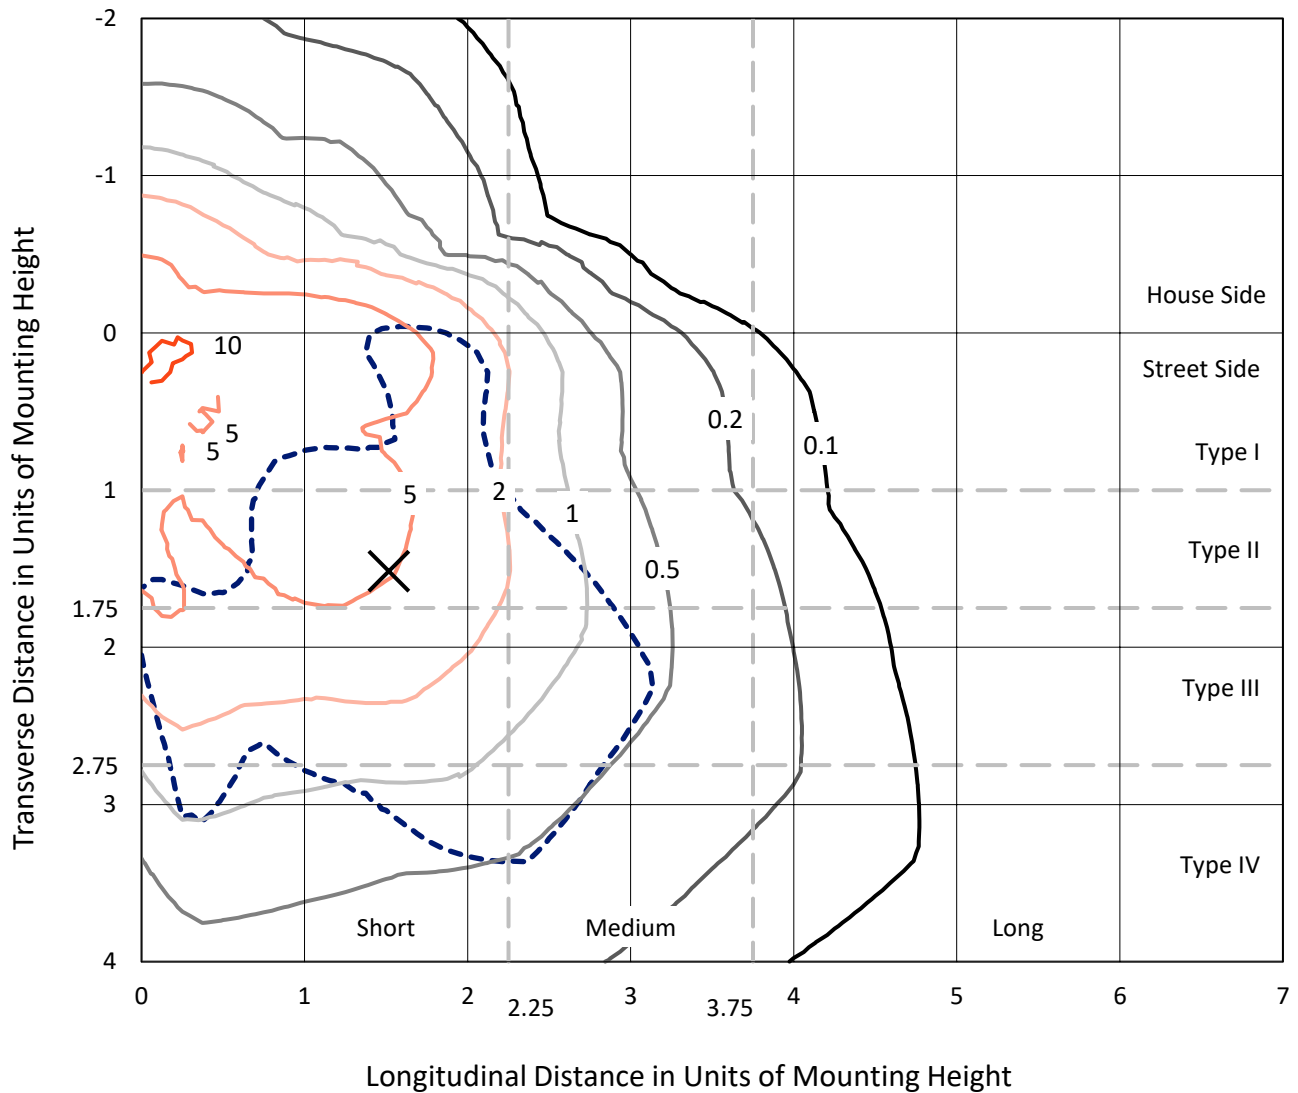 -2
-1
House Side
0
10
Street Side
0.2
0.1
5
5
Type I
1
5
2
1
Type II
0.5
1.75
2
Type III
2.75
3
Type IV
Short
Medium
Long
4
0
1
2
2.25
3
3.75
4
5
6
7
Transverse Distance in Units of Mounting Height
Longitudinal Distance in Units of Mounting Height